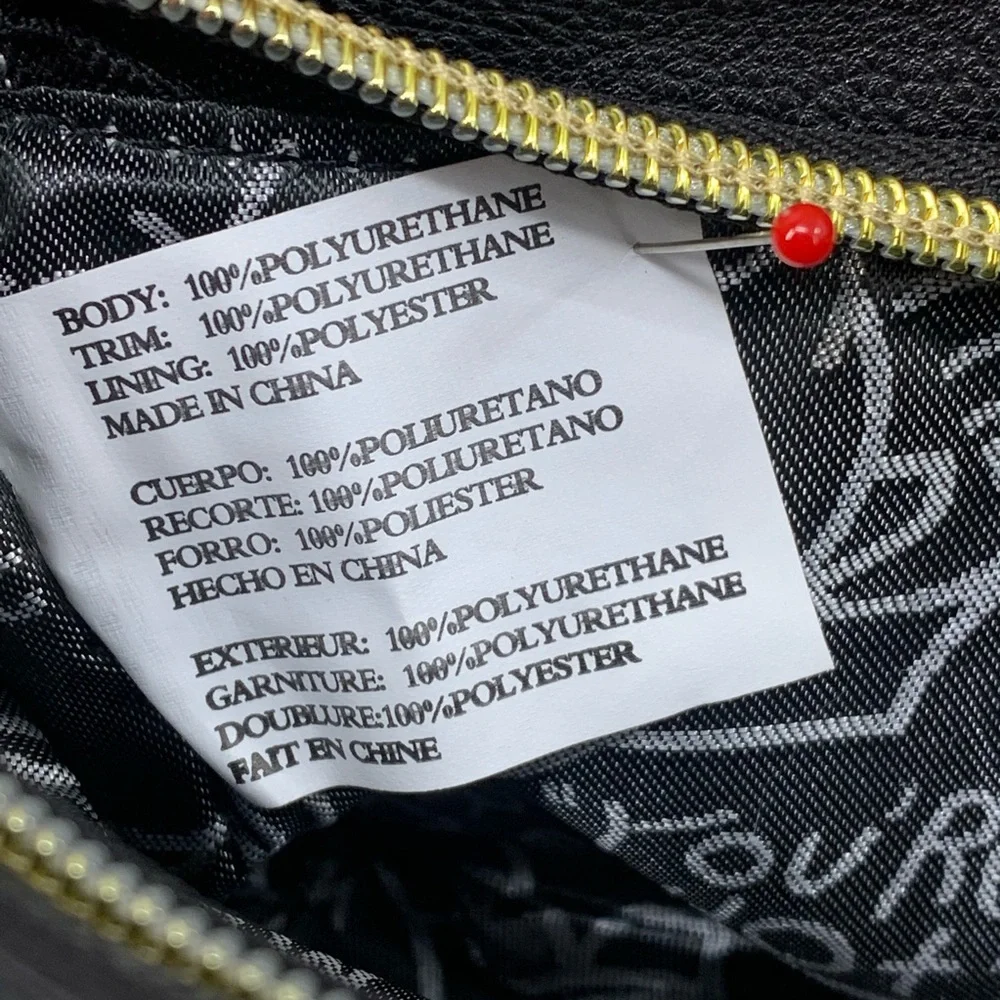 BODY: 100%POLYURETHANE
TRIM: 100%POLYURETHANE
LINING: 100%POLYESTER
MADE IN CHINA
CUERPO: 100%POLIURETANO
RECORTE: 100%POLIURETANO
FORRO: 100%POLIESTER
HECHO EN CHINA
EXTERIEUR: 100%POLYURETHANE
GARNITURE: 100%POLYURETHANE
DOUBLURE:100%POLYESTER
FAIT EN CHINE